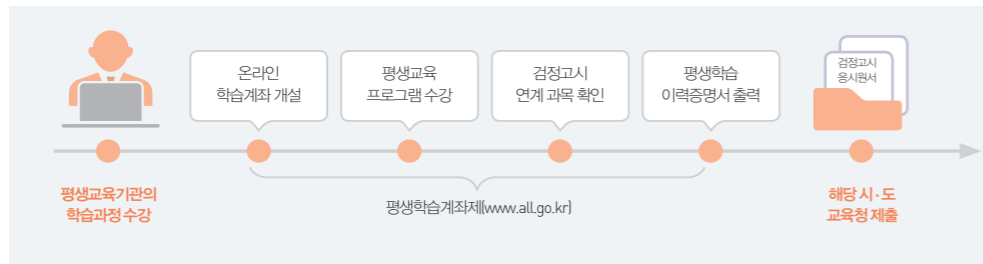 온라인
학습계좌 개설
평생교육
프로그램 수강
검정고시
연계 과목 확인
평생학습
이력증명서 출력
검정고시
응시원서
평생교육기관의
학습과정 수강
평생학습계좌제(www.all.go.kr)
해당 시·도
교육청 제출